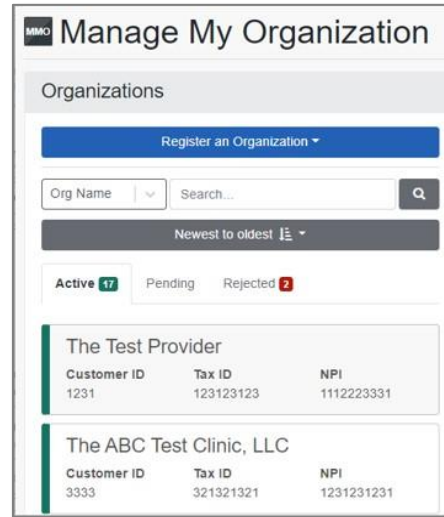 MMO Manage My Organization
Organizations
Register an Organization
Org Name Search...
Newest to oldest
Active 17 Pending Rejected 2
The Test Provider
Customer ID Tax ID NPI
1231 123123123 1112223331
The ABC Test Clinic, LLC
Customer ID Tax ID NPI
3333 321321321 1231231231